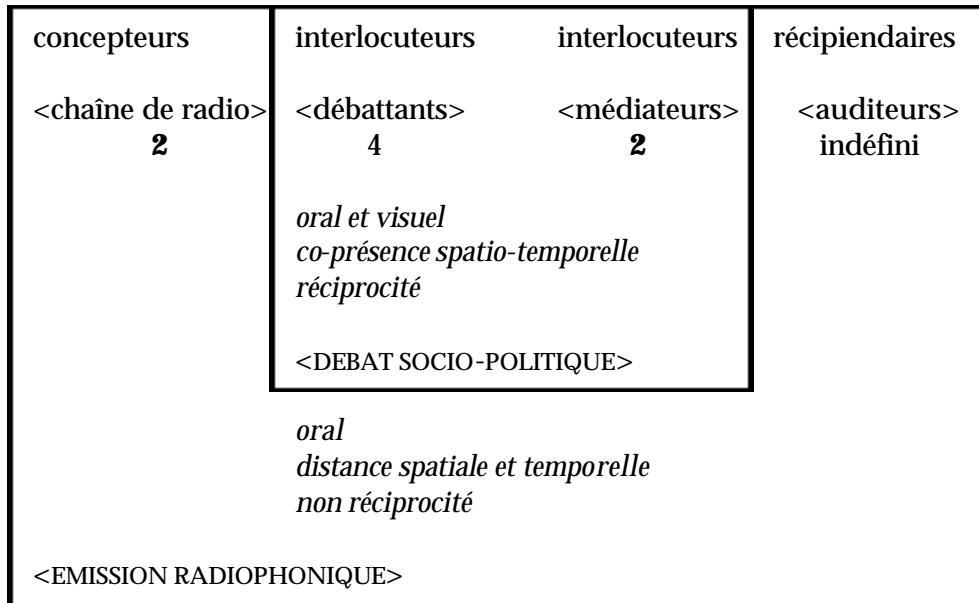 concepteurs interlocuteurs interlocuteurs récipiendaires
<chaîne de radio> <débattants> <médiateurs> <auditeurs>
2 4 2 indéfini
oral et visuel
co-présence spatio-temporelle
réciprocité
<DEBAT SOCIO-POLITIQUE>
oral
distance spatiale et temporelle
non réciprocité
<EMISSION RADIOPHONIQUE>